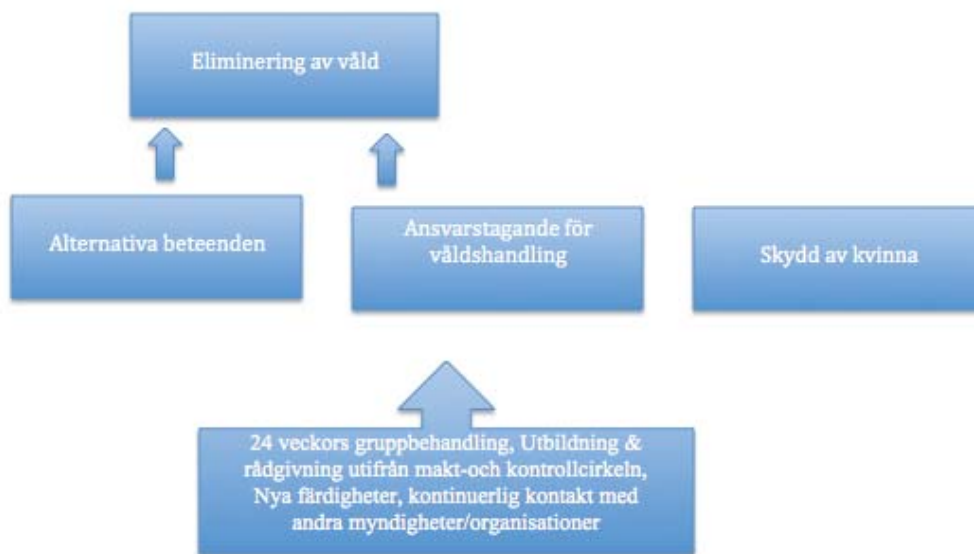 Eliminering av våld
Alternativa beteenden
Ansvarstagande för
våldshandling
Skydd av kvinna
24 veckors gruppbehandling, Utbildning &
rådgivning utifrån makt-och kontrollcirkeln,
Nya färdigheter, kontinuerlig kontakt med
andra myndigheter/organisationer